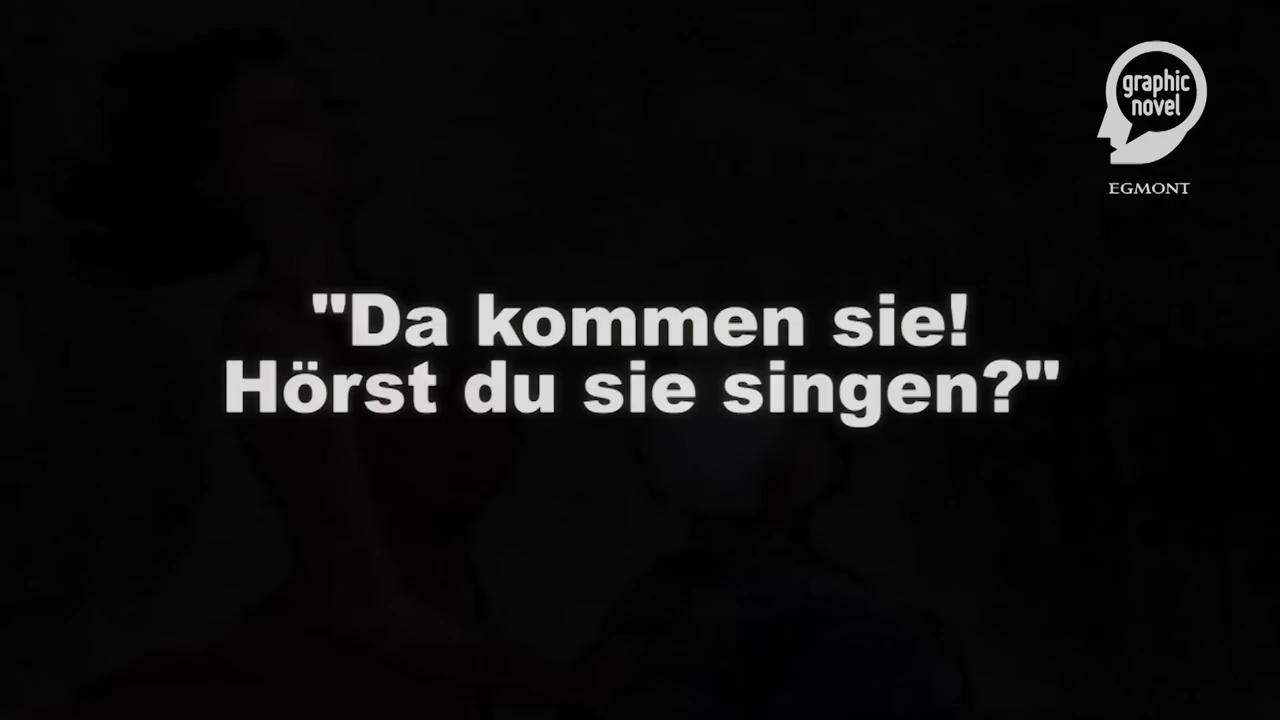 graphic
novel
EGMONT
"Da kommen sie!
Hörst du sie singen?"